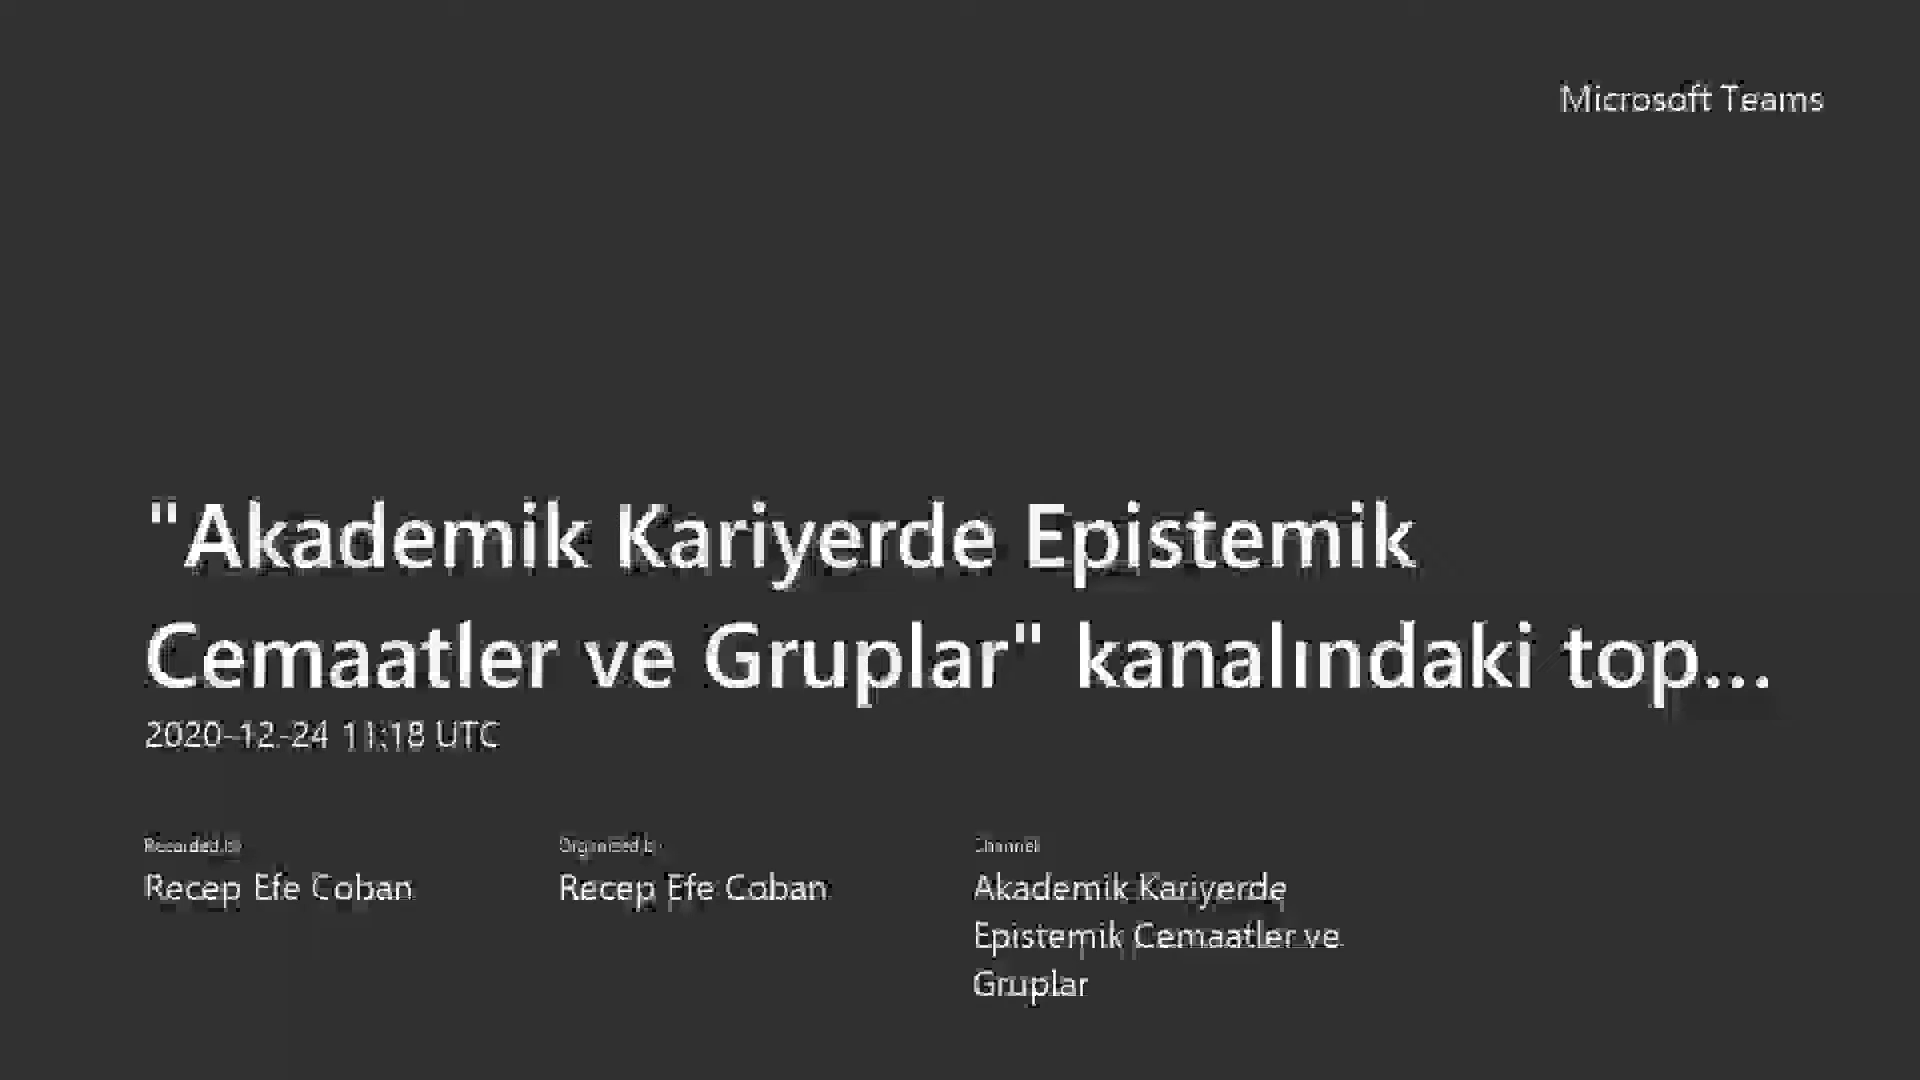 Microsoft Teams
"Akademik Kariyerde Epistemik
Cemaatler ve Gruplar" kanalındaki top...
2020-12-24 11:18 UTC
Recorded by
Organized by
Channel
Recep Efe Coban
Recep Efe Coban
Akademik Kariyerde
Epistemik Cemaatler ve
Gruplar